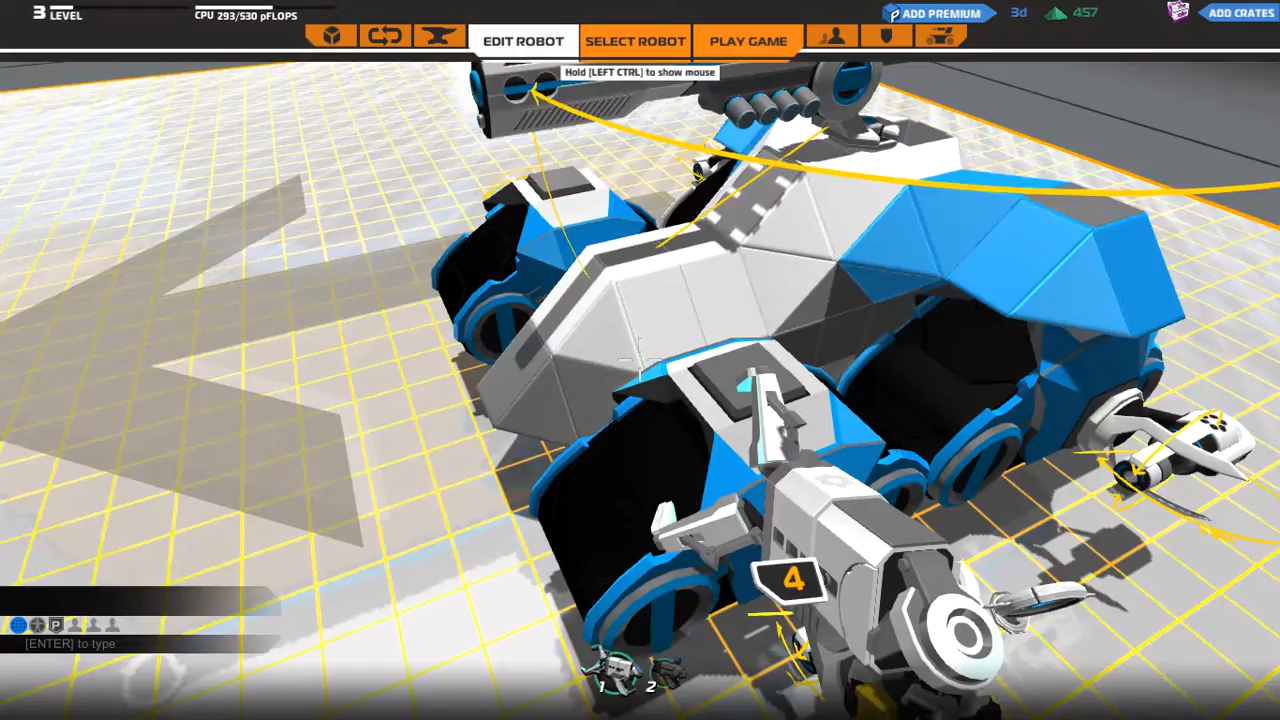 3 LEVEL
CPU 293/530 pFLOPS
P ADD PREMIUM
3d
457
ADD CRATES
EDIT ROBOT
SELECT ROBOT
PLAY GAME
Hold [LEFT CTRL] to show mouse
4
P
[ENTER] to type
1
2